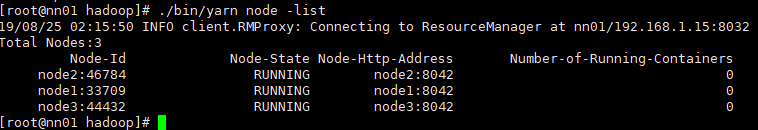 [root@nn01 hadoop]# ./bin/yarn node -list
19/08/25 02:15:50 INFO client.RMProxy: Connecting to ResourceManager at nn01/192.168.1.15:8032
Total Nodes:3
Node-Id Node-State Node-Http-Address Number-of-Running-Containers
node2:46784 RUNNING node2:8042 0
node1:33709 RUNNING node1:8042 0
node3:44432 RUNNING node3:8042 0
[root@nn01 hadoop]#